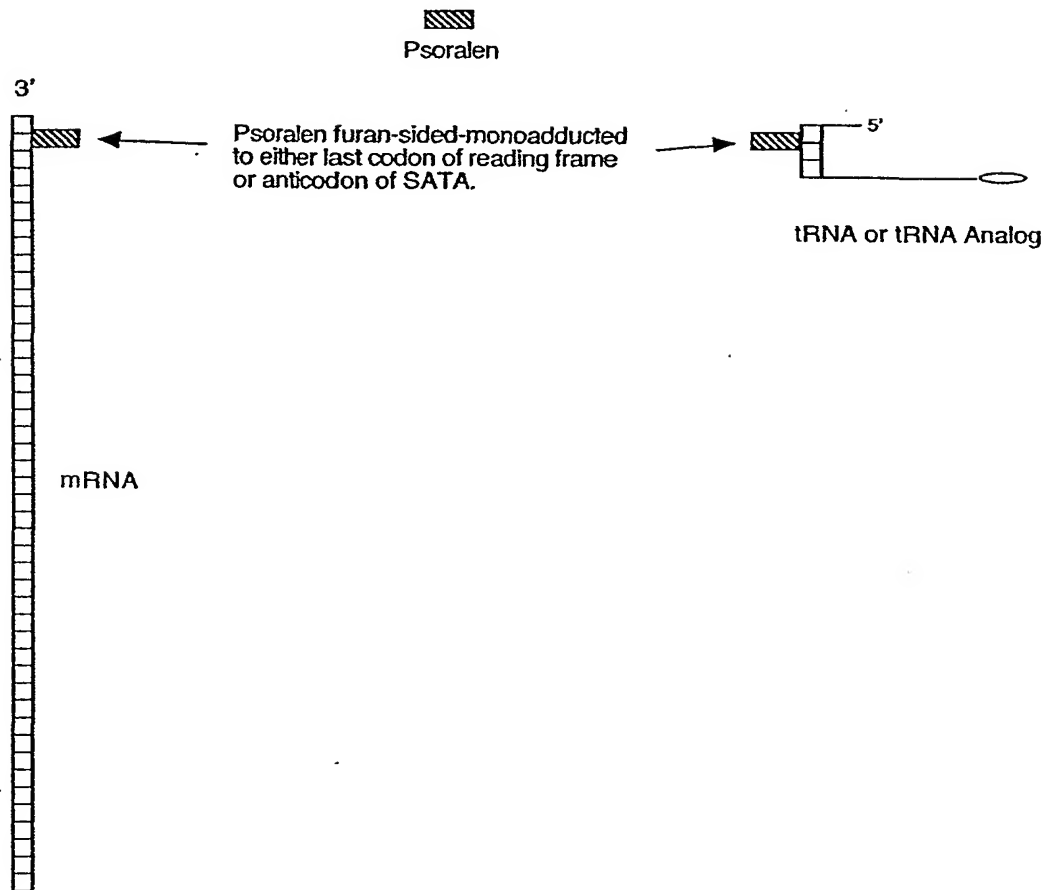 Psoralen
3'
Psoralen furan-sided-monoadducted
to either last codon of reading frame
or anticodon of SATA.
5'
tRNA or tRNA Analog
mRNA